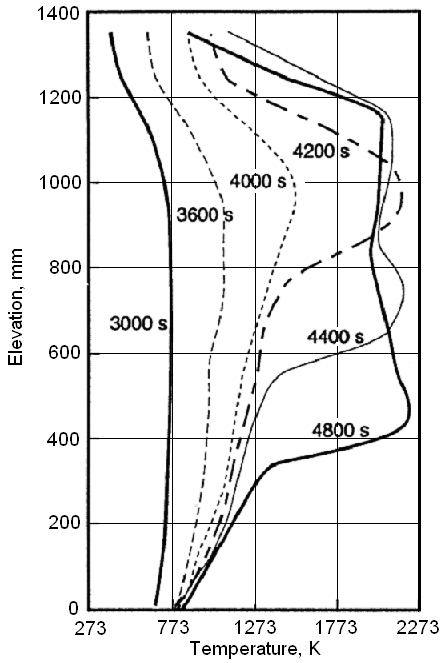 1400
1200
1000
800
600
400
200
0
Elevation, mm
4200 s
4000 s
3600 s
3000 s
4400 s
4800 s
273 773 1273 1773 2273
Temperature, K